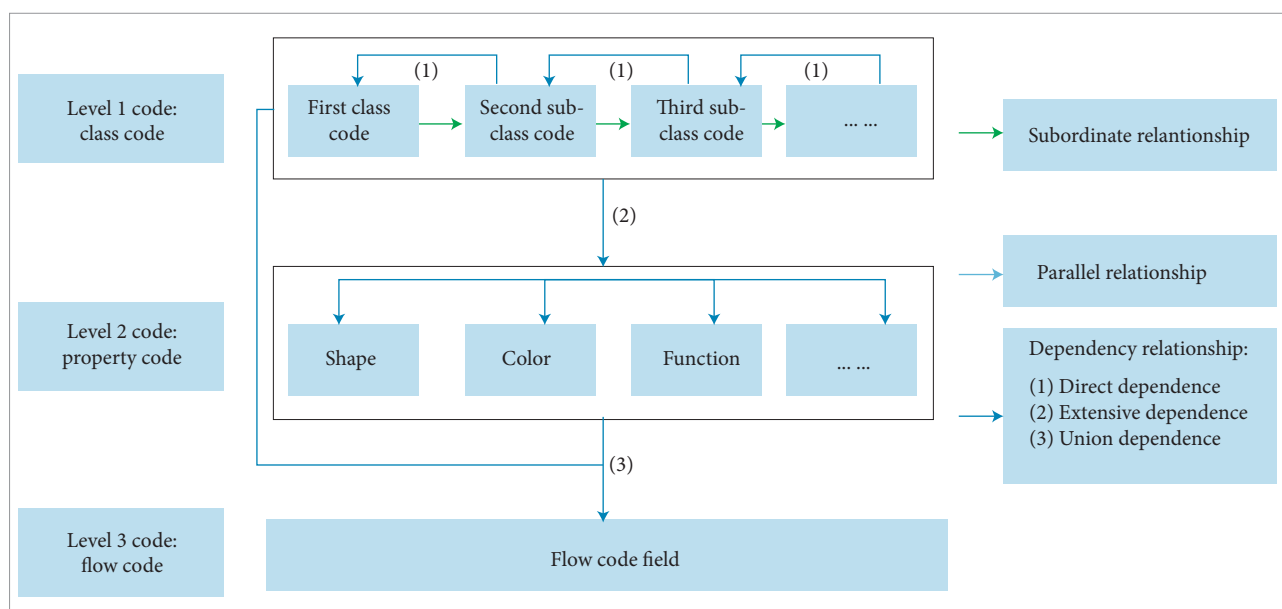 (1)
(1)
(1)
Level 1 code:
class code
First class
code
Second sub-
class code
Third sub-
class code
... ...
Subordinate relantionship
(2)
Parallel relationship
Level 2 code:
property code
Shape
Color
Function
... ...
Dependency relationship:
(1) Direct dependence
(2) Extensive dependence
(3) Union dependence
(3)
Level 3 code:
flow code
Flow code field